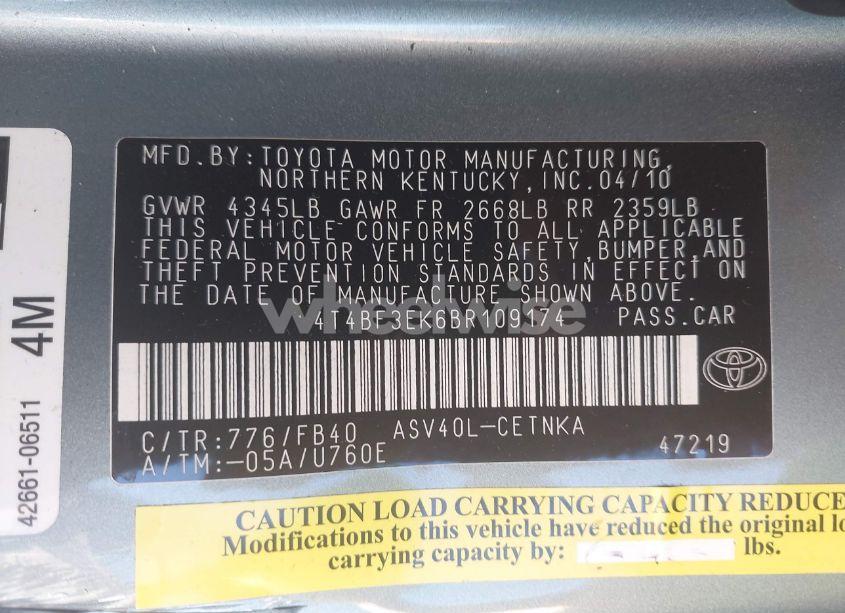 MFD. BY: TOYOTA MOTOR MANUFACTURING,
NORTHERN KENTUCKY, INC. 04/10
GVWR 4345LB GAWR FR 2668LB RR 2359LB
THIS VEHICLE CONFORMS TO ALL APPLICABLE
FEDERAL MOTOR VEHICLE SAFETY, BUMPER, AND
THEFT PREVENTION STANDARDS IN EFFECT ON
THE DATE OF MANUFACTURE SHOWN ABOVE.
4T4BF3EK6BR109174 PASS. CAR
wheelwise
C/TR: 776/FB40 ASV40L-CETNKA
A/TM: -05A/U760E 47219
42661-06511 4M
CAUTION LOAD CARRYING CAPACITY REDUCE
Modifications to this vehicle have reduced the original lo
carrying capacity by: lbs.